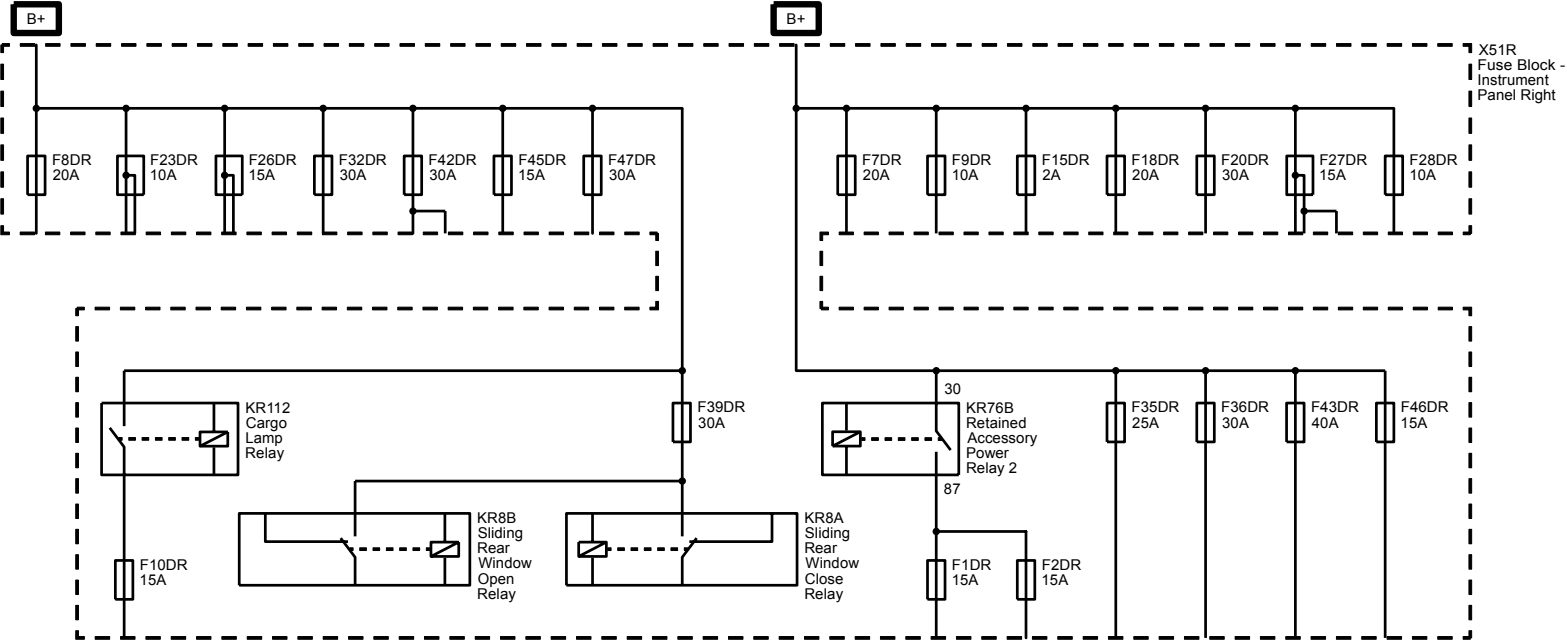 B+
B+
X51R
Fuse Block -
Instrument
Panel Right
F8DR
20A
F23DR
10A
F26DR
15A
F32DR
30A
F42DR
30A
F45DR
15A
F47DR
30A
F7DR
20A
F9DR
10A
F15DR
2A
F18DR
20A
F20DR
30A
F27DR
15A
F28DR
10A
KR112
Cargo
Lamp
Relay
F39DR
30A
30
KR76B
Retained
Accessory
Power
Relay 2
87
F35DR
25A
F36DR
30A
F43DR
40A
F46DR
15A
KR8B
Sliding
Rear
Window
Open
Relay
KR8A
Sliding
Rear
Window
Close
Relay
F10DR
15A
F1DR
15A
F2DR
15A